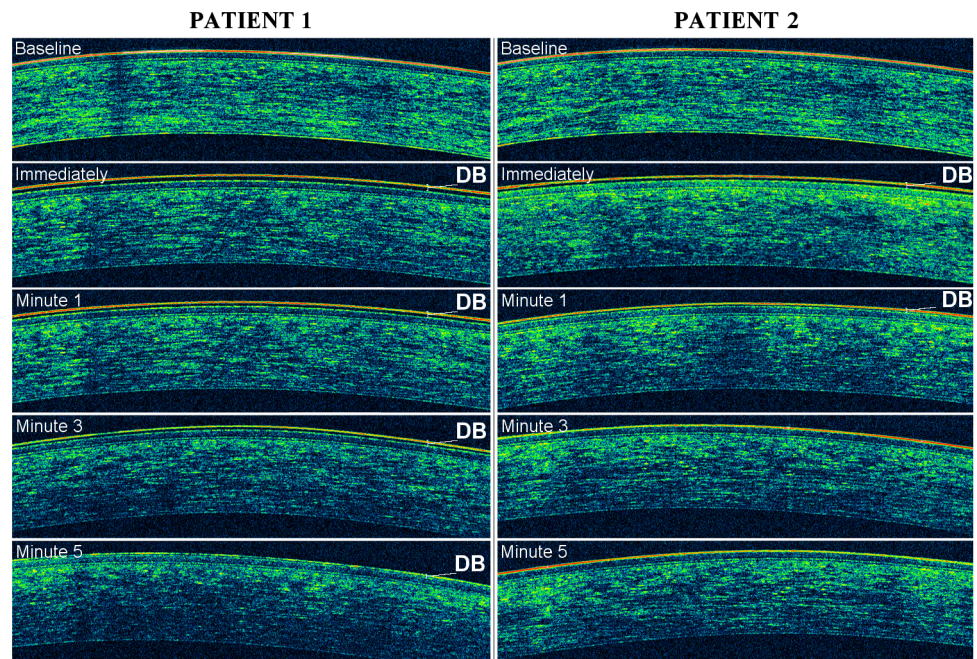 PATIENT 1 PATIENT 2
Baseline Baseline
Immediately DB Immediately DB
Minute 1 DB Minute 1 DB
Minute 3 DB Minute 3
Minute 5 DB Minute 5